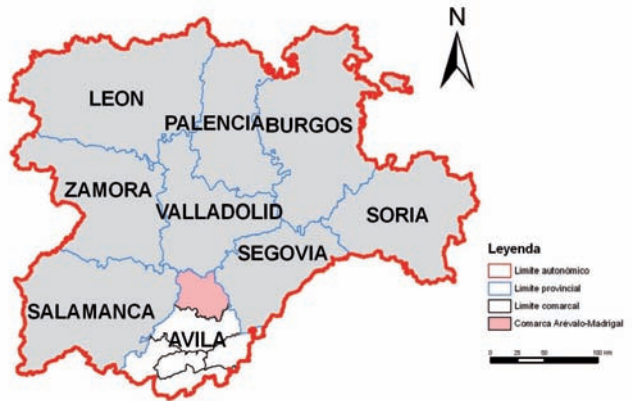 N
LEON
PALENCIA
BURGOS
ZAMORA
VALLADOLID
SORIA
SEGOVIA
SALAMANCA
AVILA
Leyenda
Límite autonómico
Límite provincial
Límite comarcal
Comarca Arévalo-Madrigal
0 25 50 100 km